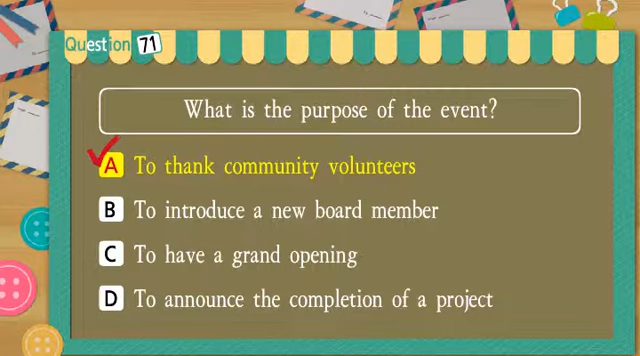 Question 71
What is the purpose of the event?
A To thank community volunteers
B To introduce a new board member
C To have a grand opening
D To announce the completion of a project